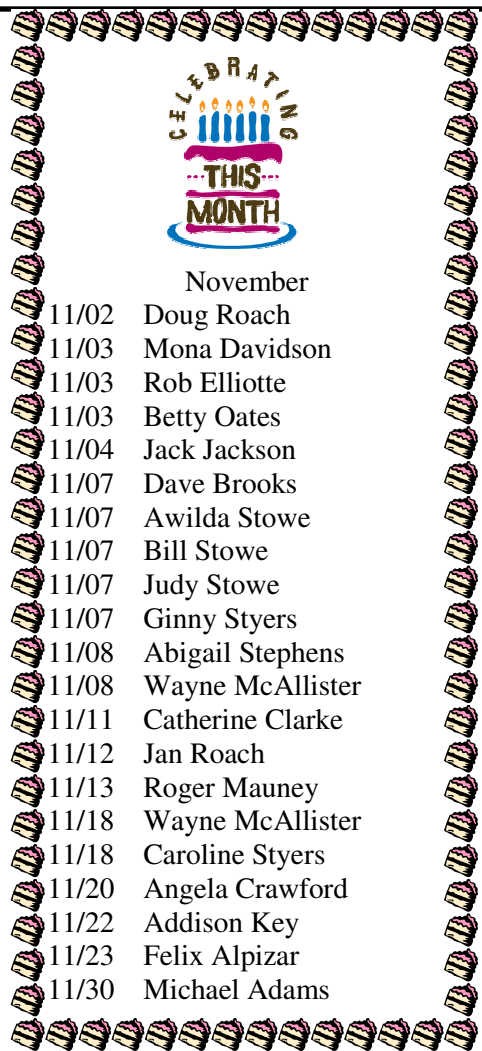 CELEBRATING
THIS
MONTH
November
11/02 Doug Roach
11/03 Mona Davidson
11/03 Rob Elliotte
11/03 Betty Oates
11/04 Jack Jackson
11/07 Dave Brooks
11/07 Awilda Stowe
11/07 Bill Stowe
11/07 Judy Stowe
11/07 Ginny Styers
11/08 Abigail Stephens
11/08 Wayne McAllister
11/11 Catherine Clarke
11/12 Jan Roach
11/13 Roger Mauney
11/18 Wayne McAllister
11/18 Caroline Styers
11/20 Angela Crawford
11/22 Addison Key
11/23 Felix Alpizar
11/30 Michael Adams